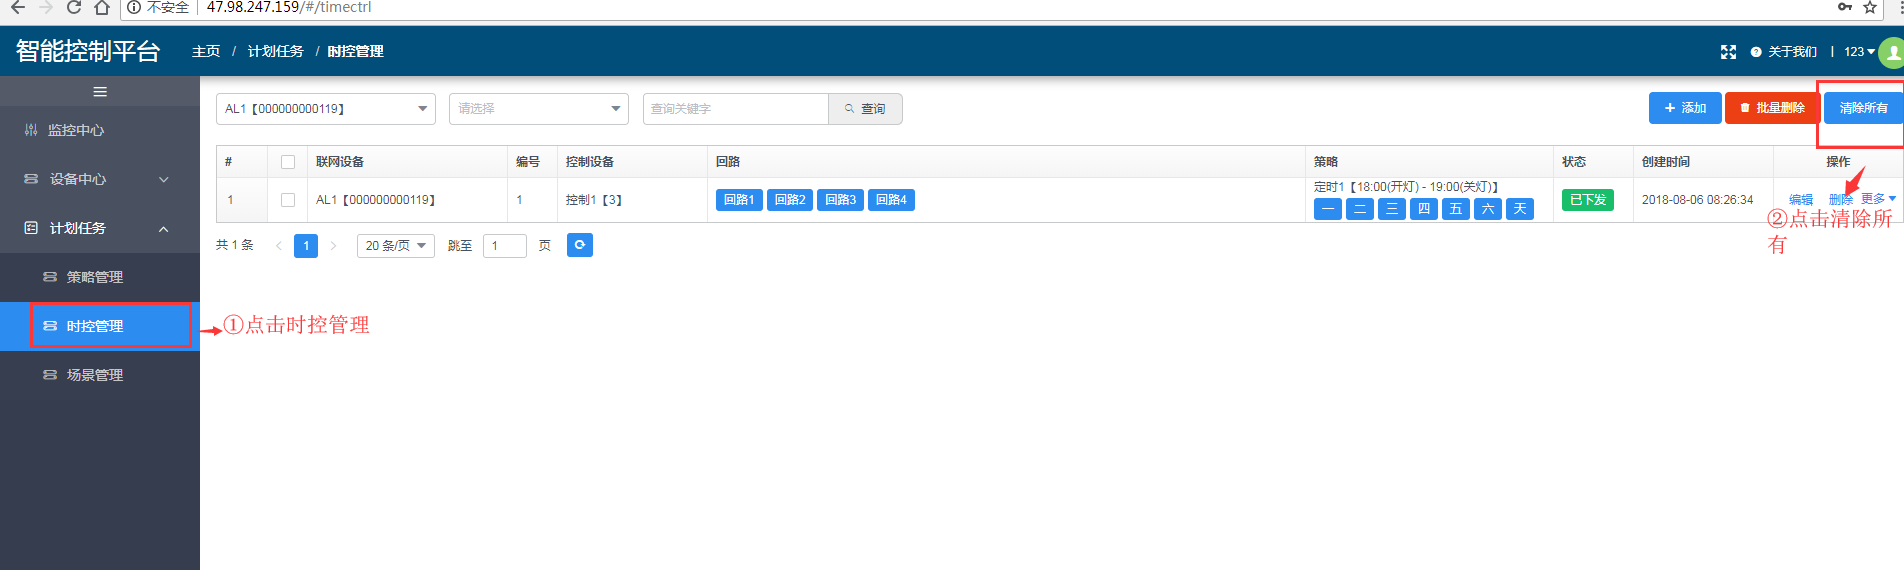 不安全 47.98.247.159/#/timectrl
智能控制平台 主页 / 计划任务 / 时控管理 关于我们 | 123
监控中心
设备中心
计划任务
策略管理
时控管理
场景管理
AL1【000000000119】 请选择 查询关键字 查询 + 添加 批量删除 清除所有
# 联网设备 编号 控制设备 回路 策略 状态 创建时间 操作
1 AL1【000000000119】 1 控制1【3】 回路1 回路2 回路3 回路4 定时1【18:00(开灯) - 19:00(关灯)】 已下发 2018-08-06 08:26:34 编辑 删除 更多
一 二 三 四 五 六 天
共 1 条 1 20 条/页 跳至 1 页
②点击清除所
有
①点击时控管理